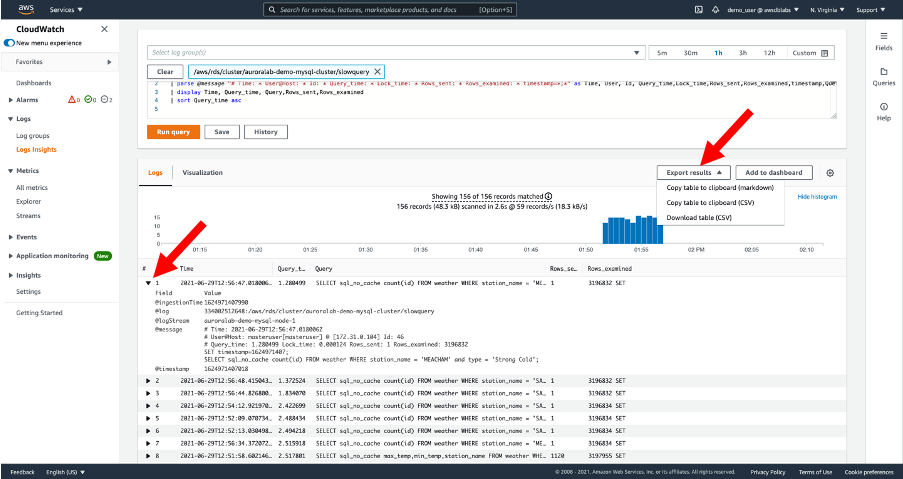 aws Services ▼ Search for services, features, marketplace products, and docs [Option+S] demo_user @ awsdblabs ▼ N. Virginia ▼ Support ▼
CloudWatch
New menu experience
Favorites
Dashboards
Alarms 0 0 2
Logs
Log groups
Logs Insights
Metrics
All metrics
Explorer
Streams
Events
Application monitoring New
Insights
Settings
Getting Started
Select log group(s)
5m 30m 1h 3h 12h Custom
Clear /aws/rds/cluster/auroralab-demo-mysql-cluster/slowquery
2 | parse @message "# Time: * User@Host: * Id: * Query_time: * Lock_time: * Rows_sent: * Rows_examined: * timestamp=*;*" as Time, User, Id, Query_time,Lock_time,Rows_sent,Rows_examined,timestamp,Que
3 | display Time, Query_time, Query,Rows_sent,Rows_examined
4 | sort Query_time asc
5
Run query Save History
Fields
Queries
Help
Logs Visualization
Export results Add to dashboard
Copy table to clipboard (markdown)
Copy table to clipboard (CSV)
Download table (CSV)
Hide histogram
Showing 156 of 156 records matched
156 records (48.3 kB) scanned in 2.6s @ 59 records/s (18.3 kB/s)
15
10
5
0
01:15 01:20 01:25 01:30 01:35 01:40 01:45 01:50 01:55 02 PM 02:05 02:10
# Time Query_t... Query Rows_se... Rows_examined
1 2021-06-29T12:56:47.018006... 1.280499 SELECT sql_no_cache count(id) FROM weather WHERE station_name = "ME... 1 3196832 SET
Field Value
@ingestionTime 1624971407990
@log 334002512648:/aws/rds/cluster/auroralab-demo-mysql-cluster/slowquery
@logStream auroralab-demo-mysql-node-1
@message # Time: 2021-06-29T12:56:47.018006Z
# User@Host: masteruser[masteruser] @ [172.31.0.104] Id: 46
# Query_time: 1.280499 Lock_time: 0.000124 Rows_sent: 1 Rows_examined: 3196832
SET timestamp=1624971407;
SELECT sql_no_cache count(id) FROM weather WHERE station_name = 'MEACHAM' and type = 'Strong Cold';
@timestamp 1624971407018
2 2021-06-29T12:56:48.415043... 1.372524 SELECT sql_no_cache count(id) FROM weather WHERE station_name = "SA... 1 3196832 SET
3 2021-06-29T12:56:44.826880... 1.834070 SELECT sql_no_cache count(id) FROM weather WHERE station_name = "SA... 1 3196832 SET
4 2021-06-29T12:54:12.921970... 2.422699 SELECT sql_no_cache count(id) FROM weather WHERE station_name = "SA... 1 3196834 SET
5 2021-06-29T12:52:09.070734... 2.488434 SELECT sql_no_cache count(id) FROM weather WHERE station_name = "SA... 1 3196834 SET
6 2021-06-29T12:52:13.030498... 2.494218 SELECT sql_no_cache count(id) FROM weather WHERE station_name = "SA... 1 3196832 SET
7 2021-06-29T12:56:34.372072... 2.515918 SELECT sql_no_cache count(id) FROM weather WHERE station_name = "ME... 1 3196834 SET
8 2021-06-29T12:51:58.602146... 2.517801 SELECT sql_no_cache max_temp,min_temp,station_name FROM weather WHE... 1120 3197955 SET
Feedback English (US) ▼ © 2008 - 2021, Amazon Web Services, Inc. or its affiliates. All rights reserved. Privacy Policy Terms of Use Cookie preferences